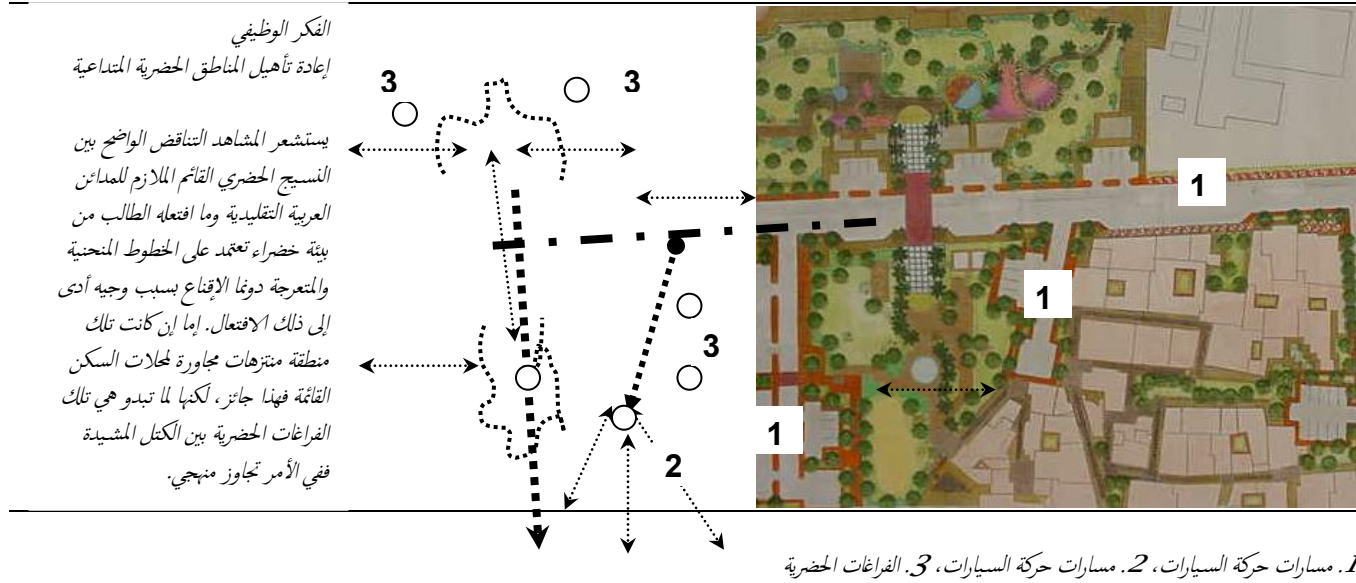 الفكر الوظيفي
إعادة تأهيل المناطق الحضرية المتداعية
يستشعر المشاهد التناقض الواضح بين
النسيج الحضري القائم الملازم للمدائن
العربية التقليدية وما افتعله الطالب من
بيئة خضراء تعتمد على الخطوط المنحنية
والمتعرجة دونما الإقناع بسبب وجيه أدى
إلى ذلك الافتعال. إما إن كانت تلك
منطقة منتزهات مجاورة لمحلات السكن
القائمة فهذا جائز، لكنها لما تبدو هي تلك
الفراغات الحضرية بين الكتل المشيدة
ففي الأمر تجاوز منهجي.
3
3
3
2
1
1
1
1. مسارات حركة السيارات، 2. مسارات حركة السيارات، 3. الفراغات الحضرية